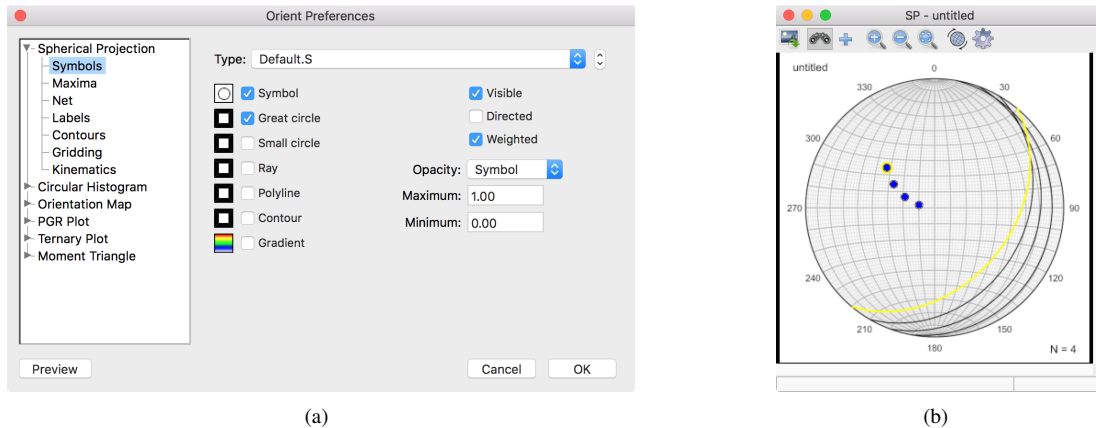 Orient Preferences
Spherical Projection
Symbols
Maxima
Net
Labels
Contours
Gridding
Kinematics
Circular Histogram
Orientation Map
PGR Plot
Ternary Plot
Moment Triangle
Type: Default.S
Symbol
Great circle
Small circle
Ray
Polyline
Contour
Gradient
Visible
Directed
Weighted
Opacity: Symbol
Maximum: 1.00
Minimum: 0.00
Preview
Cancel
OK
(a)
SP - untitled
untitled
0
30
60
90
120
150
180
210
240
270
300
330
N = 4
(b)